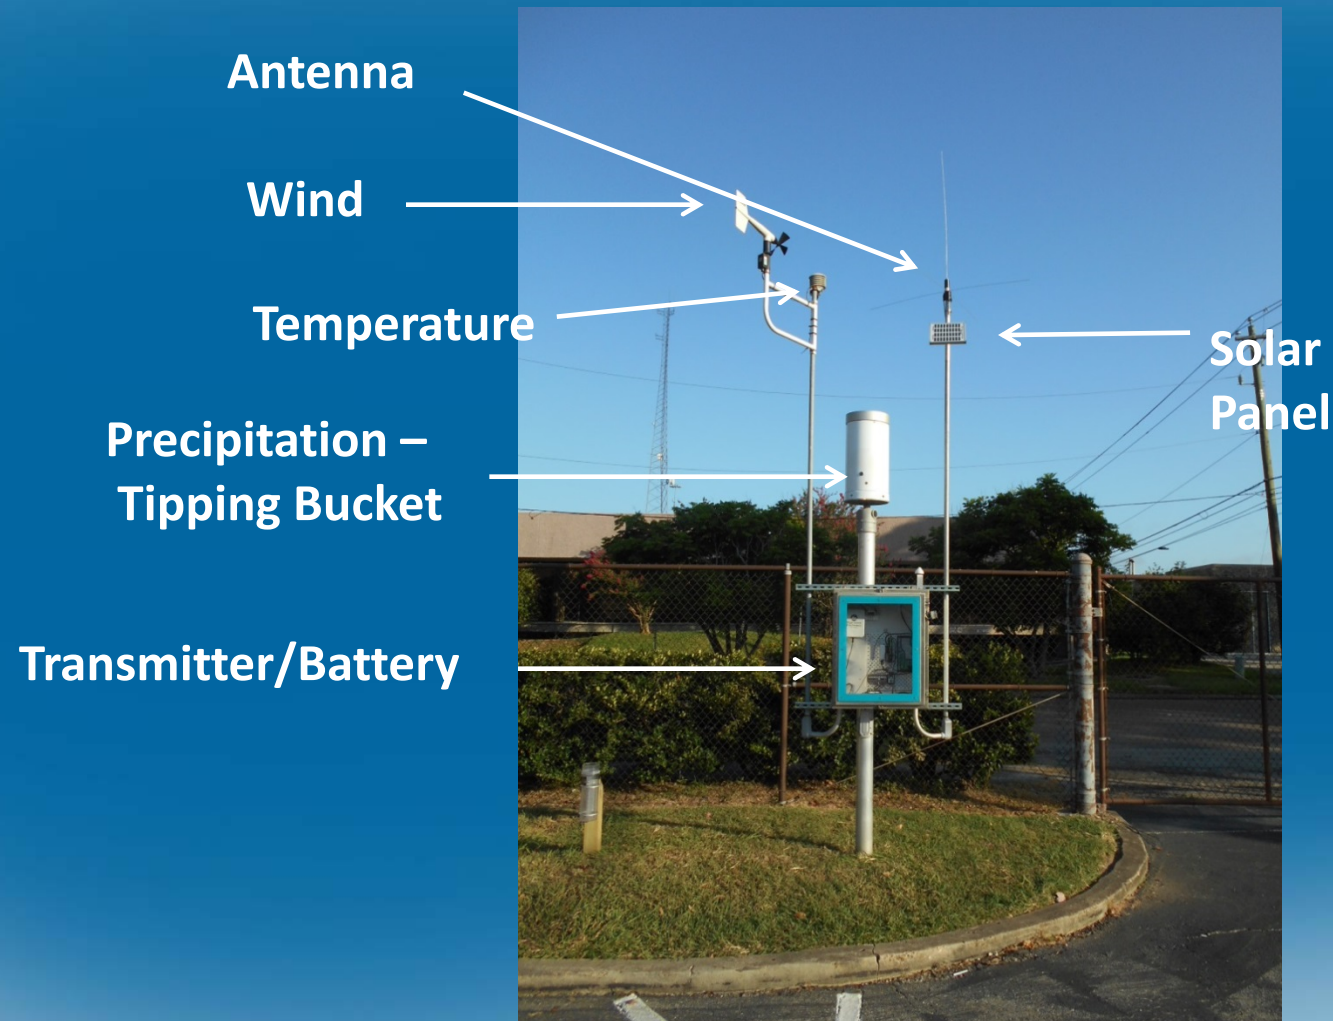 Antenna
Wind
Temperature
Solar
Panel
Precipitation –
Tipping Bucket
Transmitter/Battery